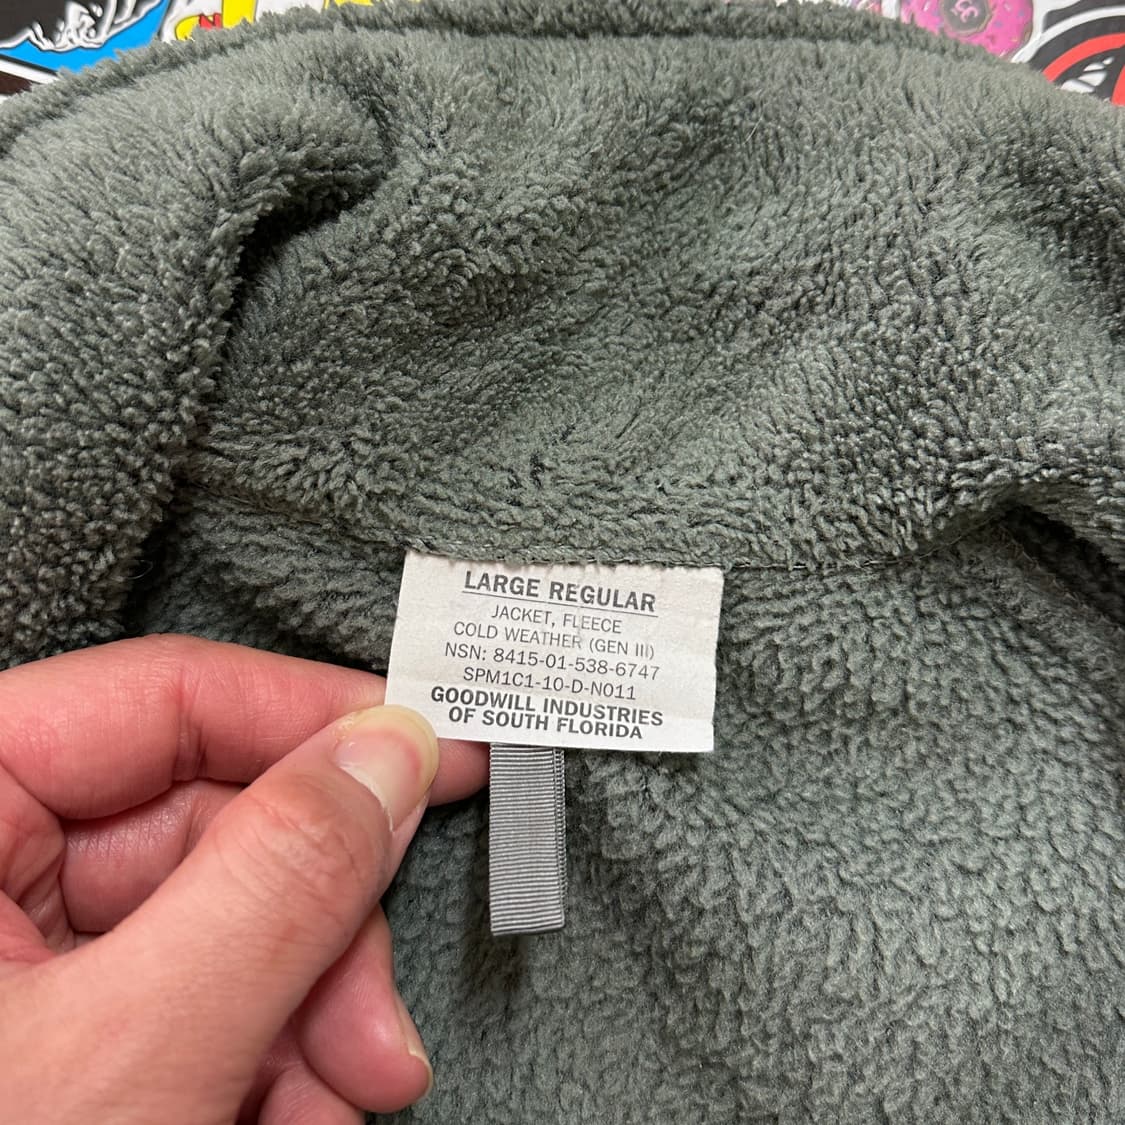 LARGE REGULAR
JACKET, FLEECE
COLD WEATHER (GEN III)
NSN: 8415-01-538-6747
SPM1C1-10-D-N011
GOODWILL INDUSTRIES
OF SOUTH FLORIDA